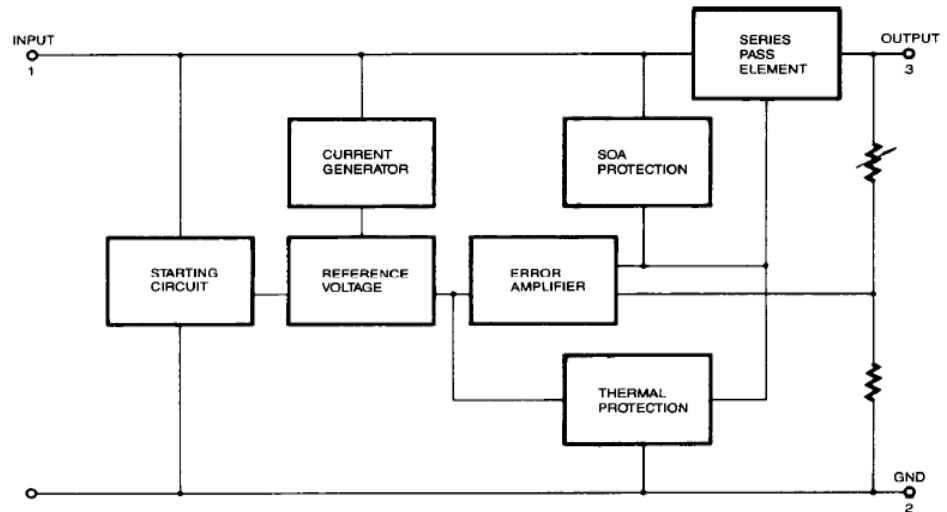 INPUT
1
SERIES
PASS
ELEMENT
OUTPUT
3
CURRENT
GENERATOR
SOA
PROTECTION
STARTING
CIRCUIT
REFERENCE
VOLTAGE
ERROR
AMPLIFIER
THERMAL
PROTECTION
GND
2